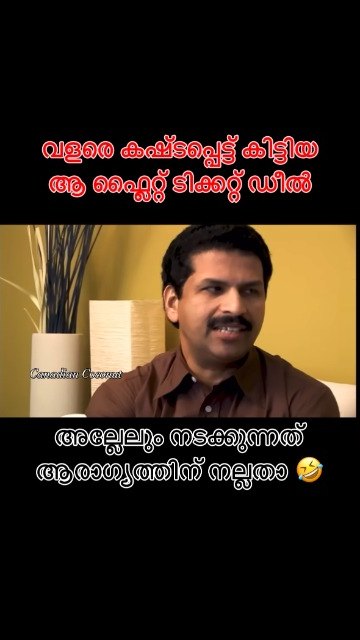 വളരെ കഷ്ടപ്പെട്ട് കിട്ടിയ
ആ ഫ്ലൈറ്റ് ടിക്കറ്റ് ഡീൽ
Canadian Coconut
അല്ലേലും നടക്കുന്നത്
ആരാഗ്യത്തിന് നല്ലതാ 🤣